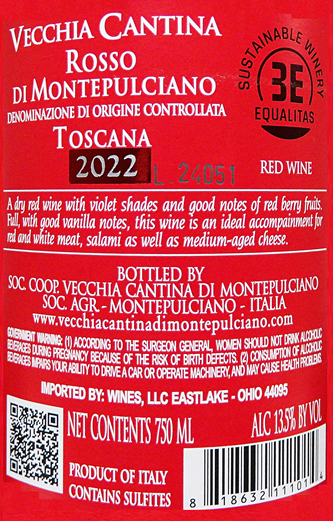 VECCHIA CANTINA
ROSSO
DI MONTEPULCIANO
DENOMINAZIONE DI ORIGINE CONTROLLATA
TOSCANA
2022 L. 24051
SUSTAINABLE WINERY
3E
EQUALITAS
RED WINE
A dry red wine with violet shades and good notes of red berry fruits.
Full, with good vanilla notes, this wine is an ideal accompaniment for
red and white meat, salami as well as medium-aged cheese.
BOTTLED BY
SOC. COOP. VECCHIA CANTINA DI MONTEPULCIANO
SOC. AGR - MONTEPULCIANO - ITALIA
www.vecchiacantinadimontepulciano.com
GOVERNMENT WARNING: (1) ACCORDING TO THE SURGEON GENERAL, WOMEN SHOULD NOT DRINK ALCOHOLIC
BEVERAGES DURING PREGNANCY BECAUSE OF THE RISK OF BIRTH DEFECTS. (2) CONSUMPTION OF ALCOHOLIC
BEVERAGES IMPAIRS YOUR ABILITY TO DRIVE A CAR OR OPERATE MACHINERY, AND MAY CAUSE HEALTH PROBLEMS
IMPORTED BY: WINES, LLC EASTLAKE - OHIO 44095
NET CONTENTS 750 ML
ALC 13.5% BY VOL
PRODUCT OF ITALY
CONTAINS SULFITES
8 18632 11101 4